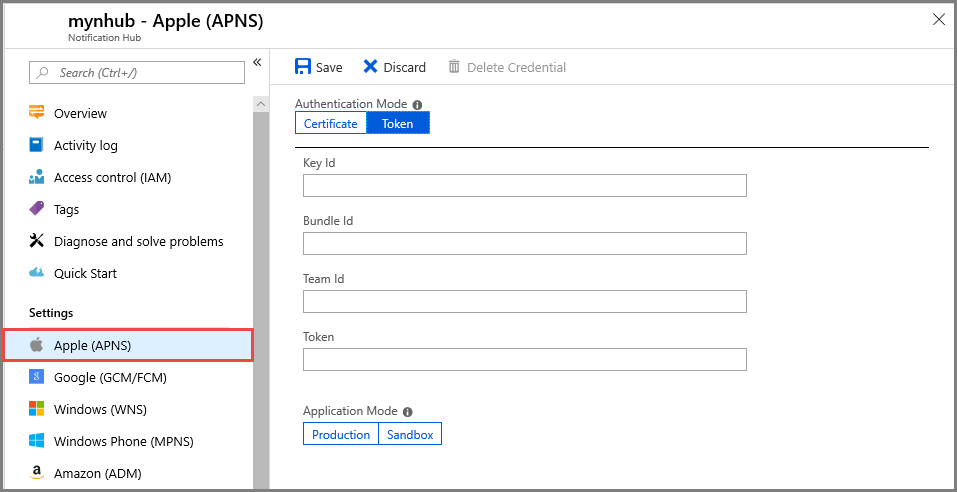 mynhub - Apple (APNS)
Notification Hub
Search (Ctrl+/)
«
Overview
Activity log
Access control (IAM)
Tags
Diagnose and solve problems
Quick Start
Settings
Apple (APNS)
Google (GCM/FCM)
Windows (WNS)
Windows Phone (MPNS)
Amazon (ADM)
Save Discard Delete Credential
Authentication Mode
Certificate Token
Key Id
Bundle Id
Team Id
Token
Application Mode
Production Sandbox